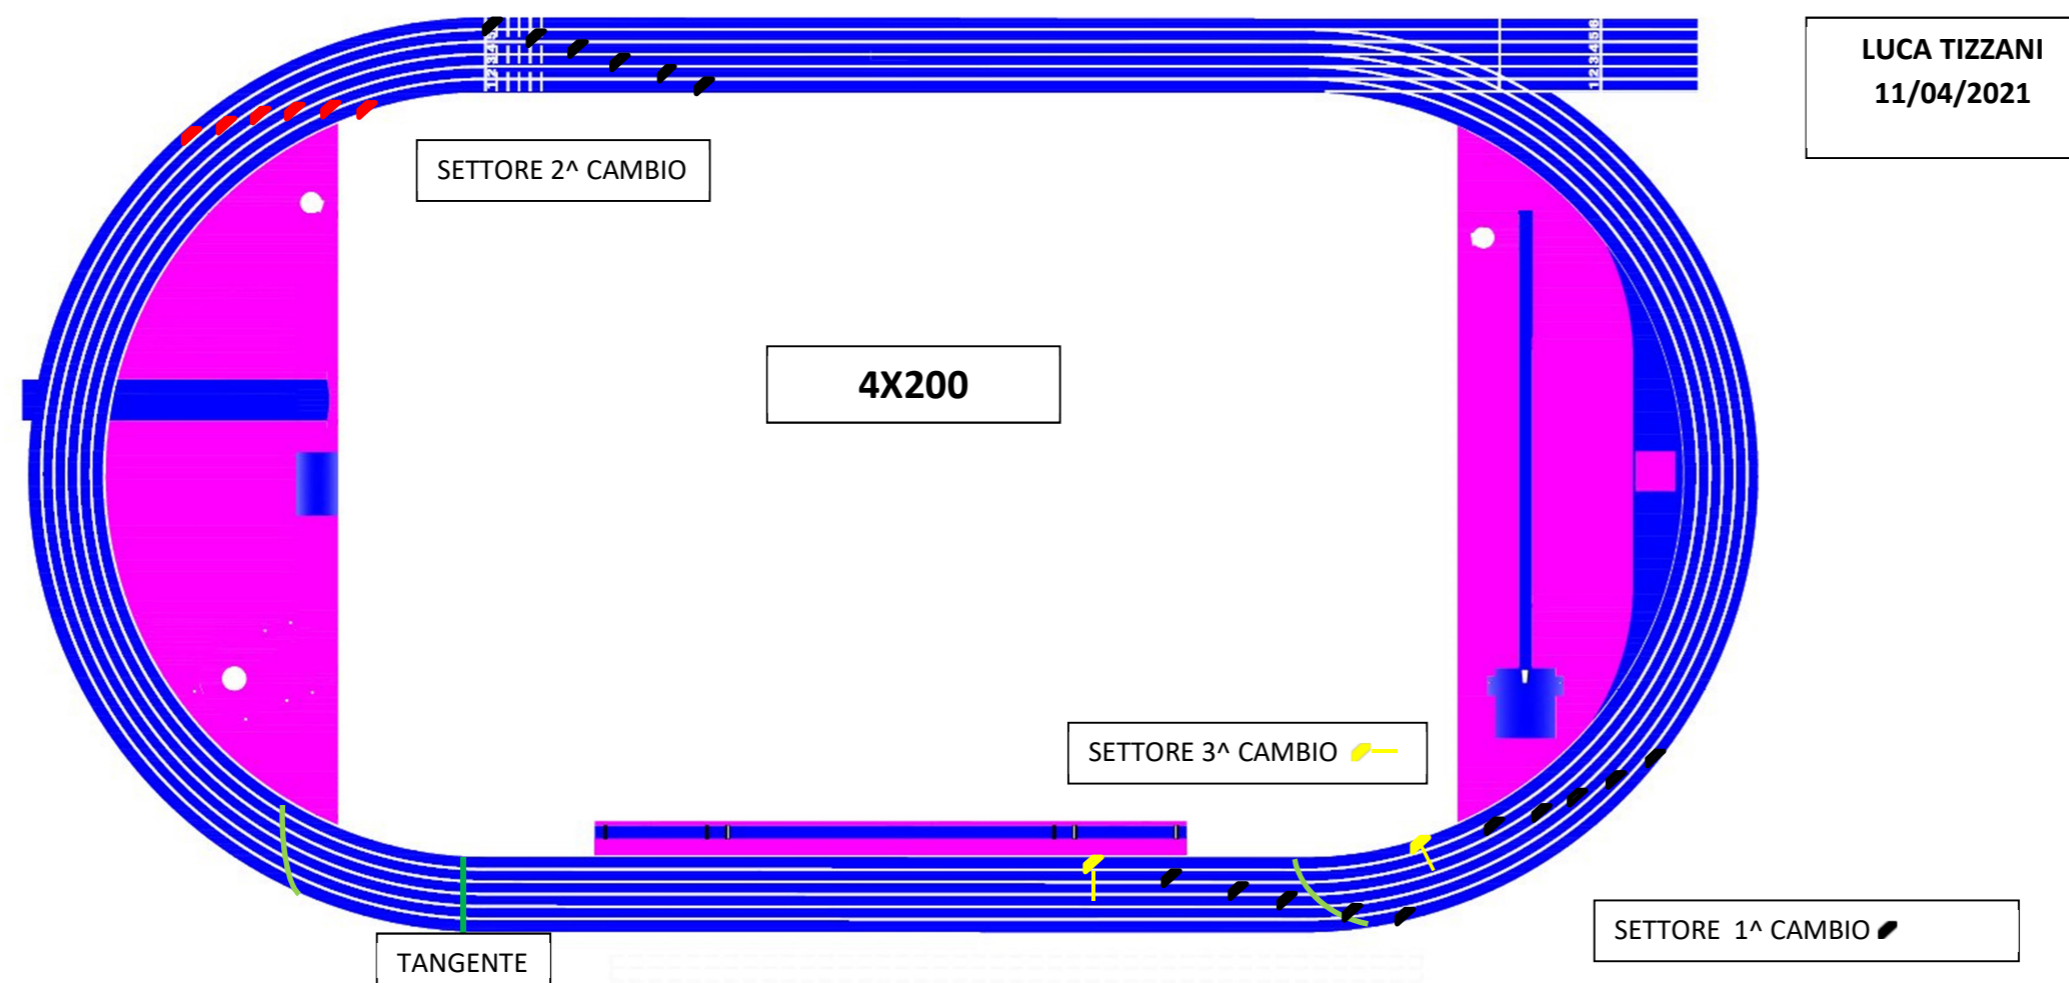 LUCA TIZZANI
11/04/2021
SETTORE 2^ CAMBIO
4X200
SETTORE 3^ CAMBIO
SETTORE 1^ CAMBIO
TANGENTE